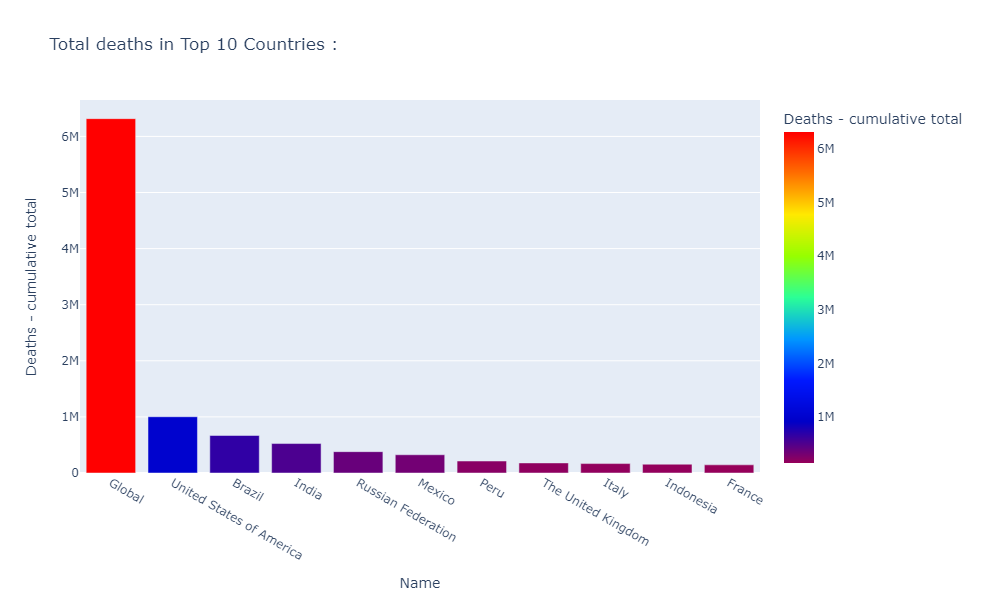 Total deaths in Top 10 Countries :
Deaths - cumulative total
6M
5M
4M
3M
2M
1M
0
Global
United States of America
Brazil
India
Russian Federation
Mexico
Peru
The United Kingdom
Italy
Indonesia
France
Name
Deaths - cumulative total
6M
5M
4M
3M
2M
1M